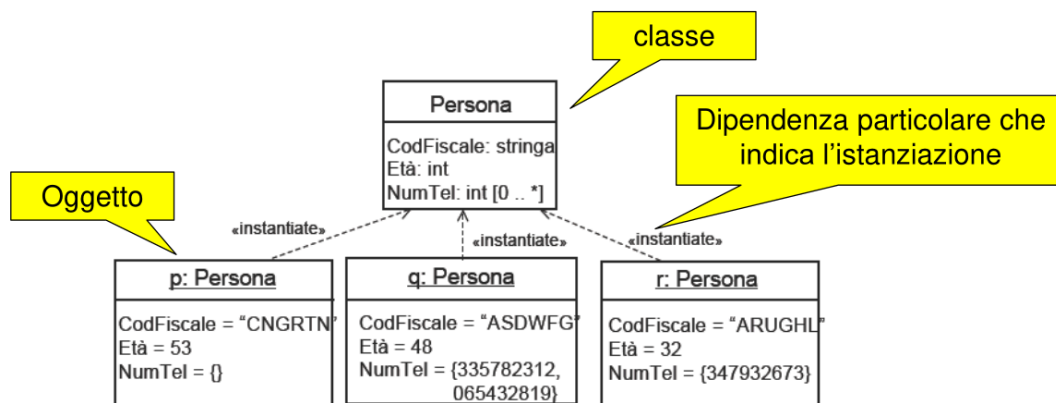 classe
Persona
CodFiscale: stringa
Età: int
NumTel: int [0 .. *]
Dipendenza particolare che
indica l'istanziazione
Oggetto
«instantiate»
«instantiate»
«instantiate»
p: Persona
CodFiscale = “CNGRTN”
Età = 53
NumTel = {}
q: Persona
CodFiscale = “ASDWFG”
Età = 48
NumTel = {335782312,
065432819}
r: Persona
CodFiscale = “ARUGHL”
Età = 32
NumTel = {347932673}